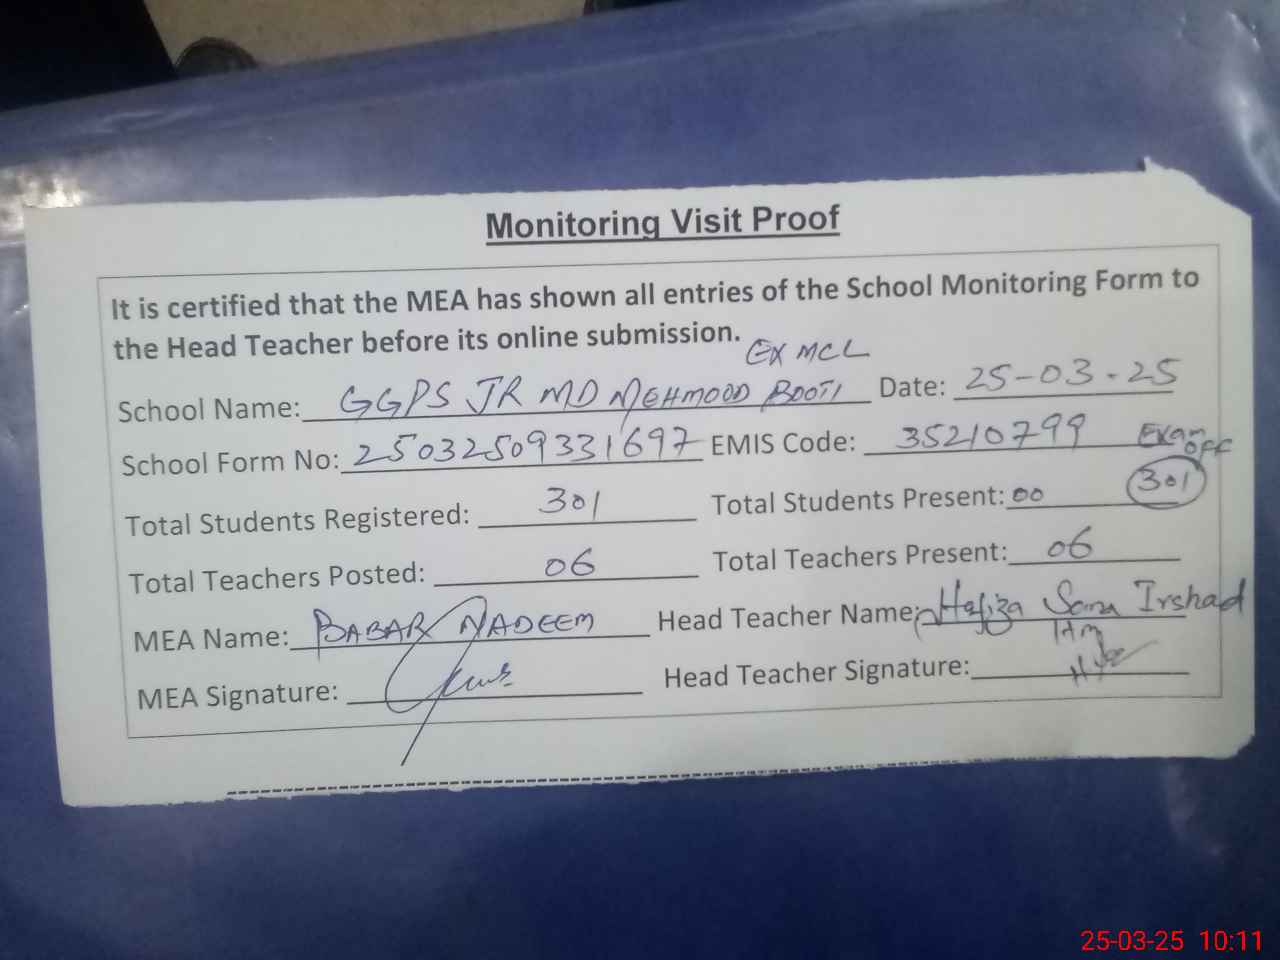 Monitoring Visit Proof
It is certified that the MEA has shown all entries of the School Monitoring Form to
the Head Teacher before its online submission.
EX MCL
School Name: GGPS JR MD MEHMOOD BOOTI Date: 25-03-25
School Form No: 25032509331697 EMIS Code: 35210799 Exam OFF
Total Students Registered: 301 Total Students Present: 00 301
Total Teachers Posted: 06 Total Teachers Present: 06
MEA Name: BABAR NADEEM Head Teacher Name: Hafiza Sana Irshad
MEA Signature: Head Teacher Signature:
25-03-25 10:11